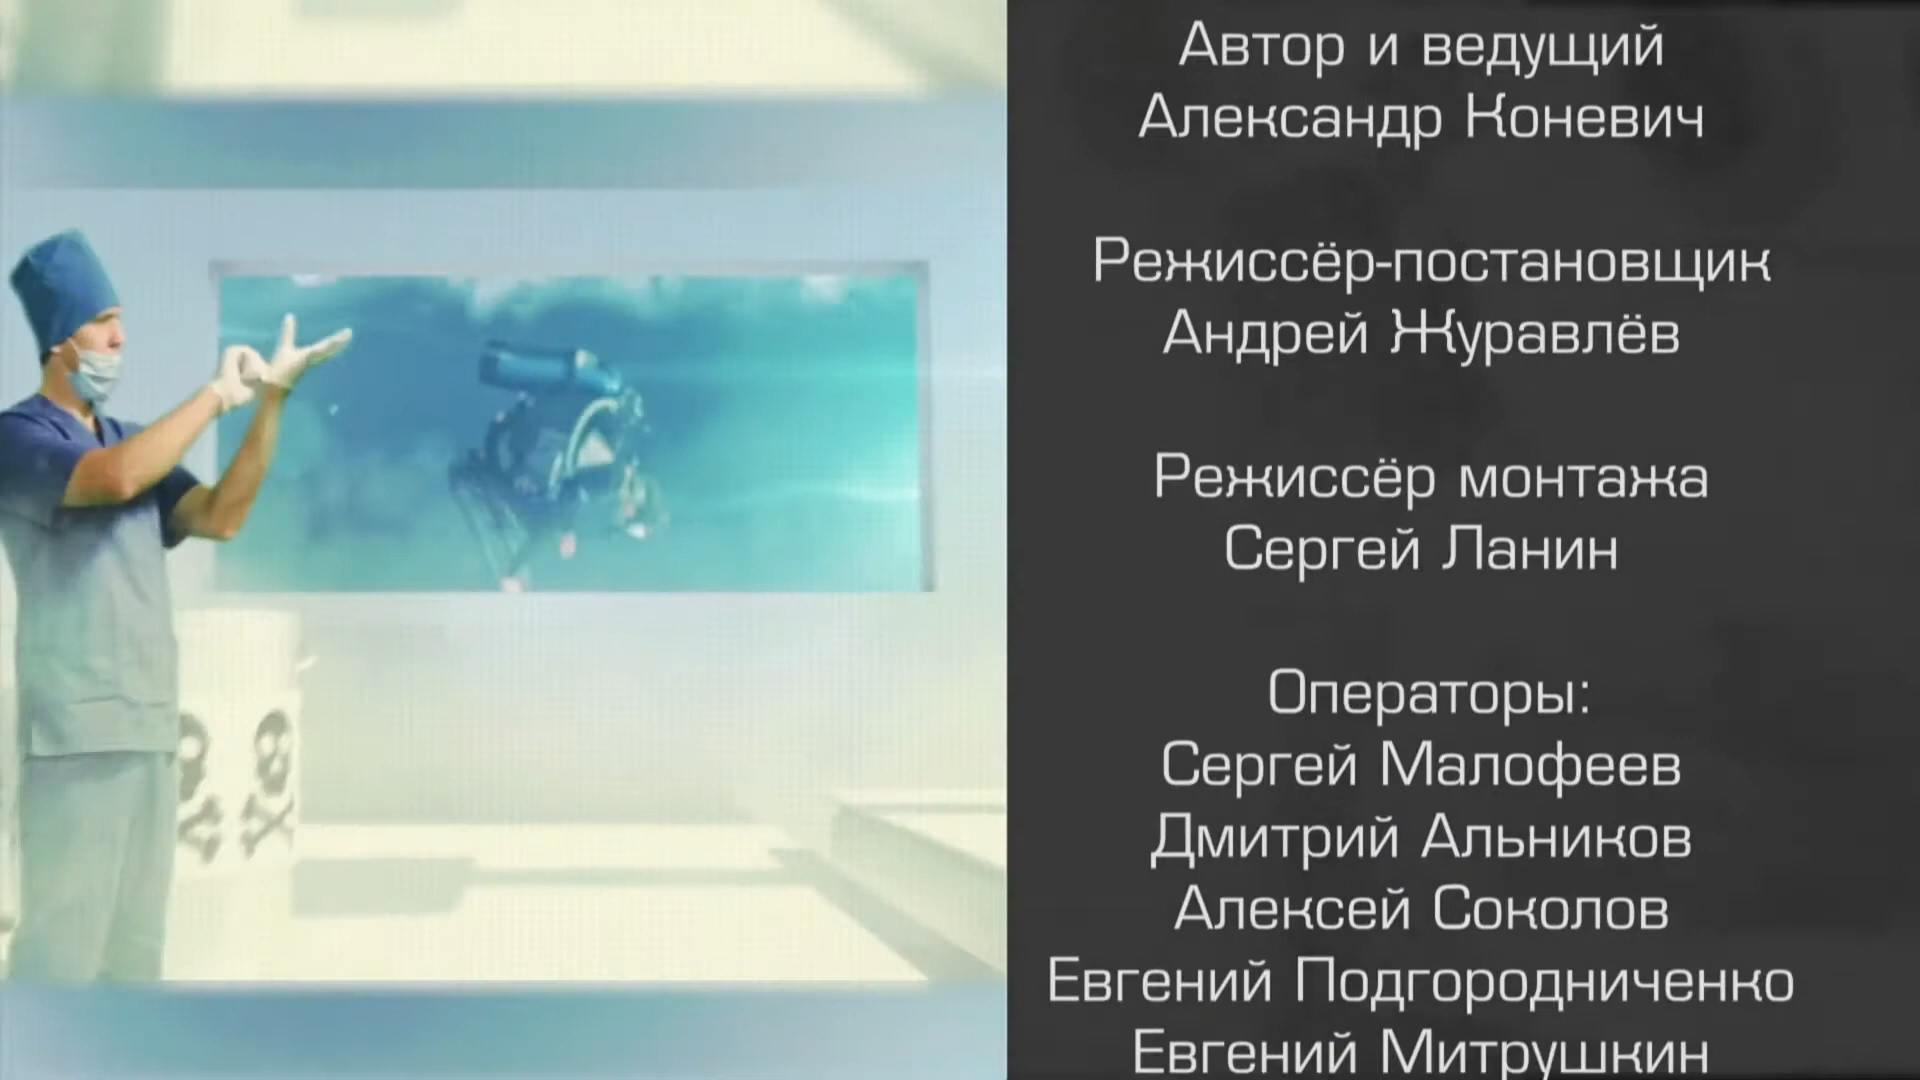 Автор и ведущий
Александр Коневич
Режиссёр-постановщик
Андрей Журавлёв
Режиссёр монтажа
Сергей Ланин
Операторы:
Сергей Малофеев
Дмитрий Альников
Алексей Соколов
Евгений Подгородниченко
Евгений Митрушкин